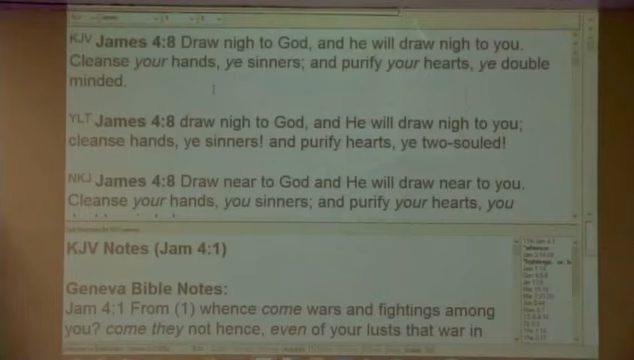 KJV James 4:8 Draw nigh to God, and he will draw nigh to you.
Cleanse your hands, ye sinners; and purify your hearts, ye double
minded.
YLT James 4:8 draw nigh to God, and He will draw nigh to you;
cleanse hands, ye sinners! and purify hearts, ye two-souled!
NKJ James 4:8 Draw near to God and He will draw near to you.
Cleanse your hands, you sinners; and purify your hearts, you
KJV Notes (Jam 4:1)
Geneva Bible Notes:
Jam 4:1 From (1) whence come wars and fightings among
you? come they not hence, even of your lusts that war in